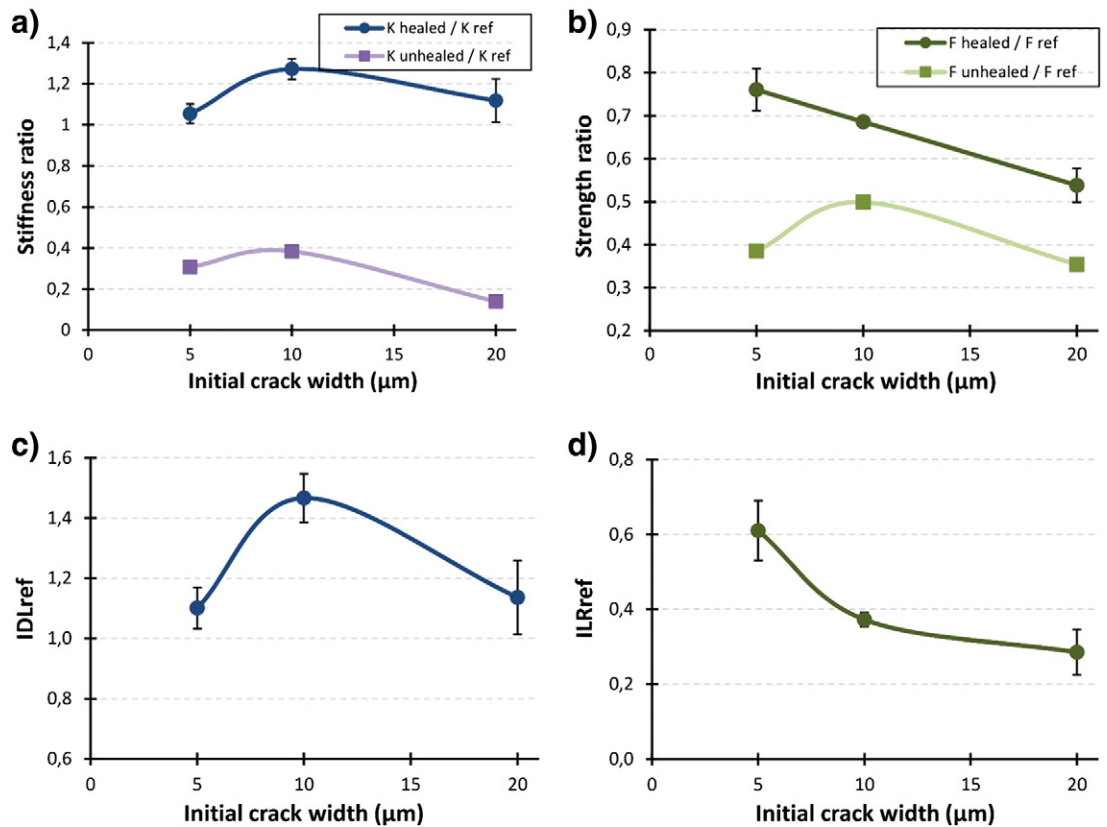 a)
K healed / K ref
K unhealed / K ref
Stiffness ratio
1,4
1,2
1
0,8
0,6
0,4
0,2
0
0 5 10 15 20
Initial crack width (µm)
b)
F healed / F ref
F unhealed / F ref
Strength ratio
0,9
0,8
0,7
0,6
0,5
0,4
0,3
0,2
0 5 10 15 20
Initial crack width (µm)
c)
IDLref
1,6
1,4
1,2
1,0
0,8
0,6
0 5 10 15 20
Initial crack width (µm)
d)
ILRref
0,8
0,6
0,4
0,2
0,0
0 5 10 15 20
Initial crack width (µm)